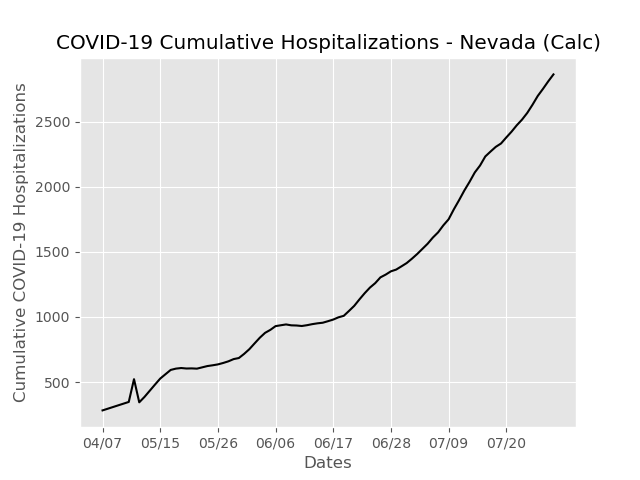 COVID-19 Cumulative Hospitalizations - Nevada (Calc)
Cumulative COVID-19 Hospitalizations
2500
2000
1500
1000
500
04/07 05/15 05/26 06/06 06/17 06/28 07/09 07/20
Dates